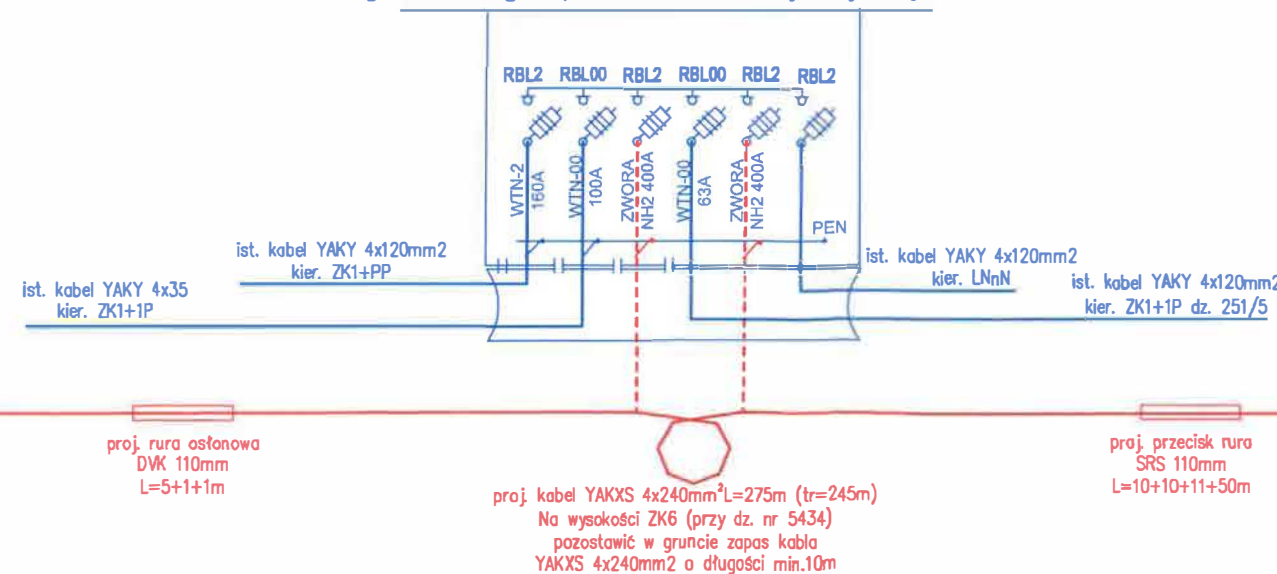 RBL2 RBL00 RBL2 RBL00 RBL2 RBL2
WTN-2
160A
WTN-00
100A
ZWORA
NH2 400A
WTN-00
63A
ZWORA
NH2 400A
PEN
ist. kabel YAKY 4x120mm2
kier. ZK1+PP
ist. kabel YAKY 4x35
kier. ZK1+1P
ist. kabel YAKY 4x120mm2
kier. LNnN
ist. kabel YAKY 4x120mm2
kier. ZK1+1P dz. 251/5
proj. rura osłonowa
DVK 110mm
L=5+1+1m
proj. kabel YAKXS 4x240mm² L=275m (tr=245m)
Na wysokości ZK6 (przy dz. nr 5434)
pozostawić w gruncie zapas kabla
YAKXS 4x240mm2 o długości min.10m
proj. przecisk rura
SRS 110mm
L=10+10+11+50m